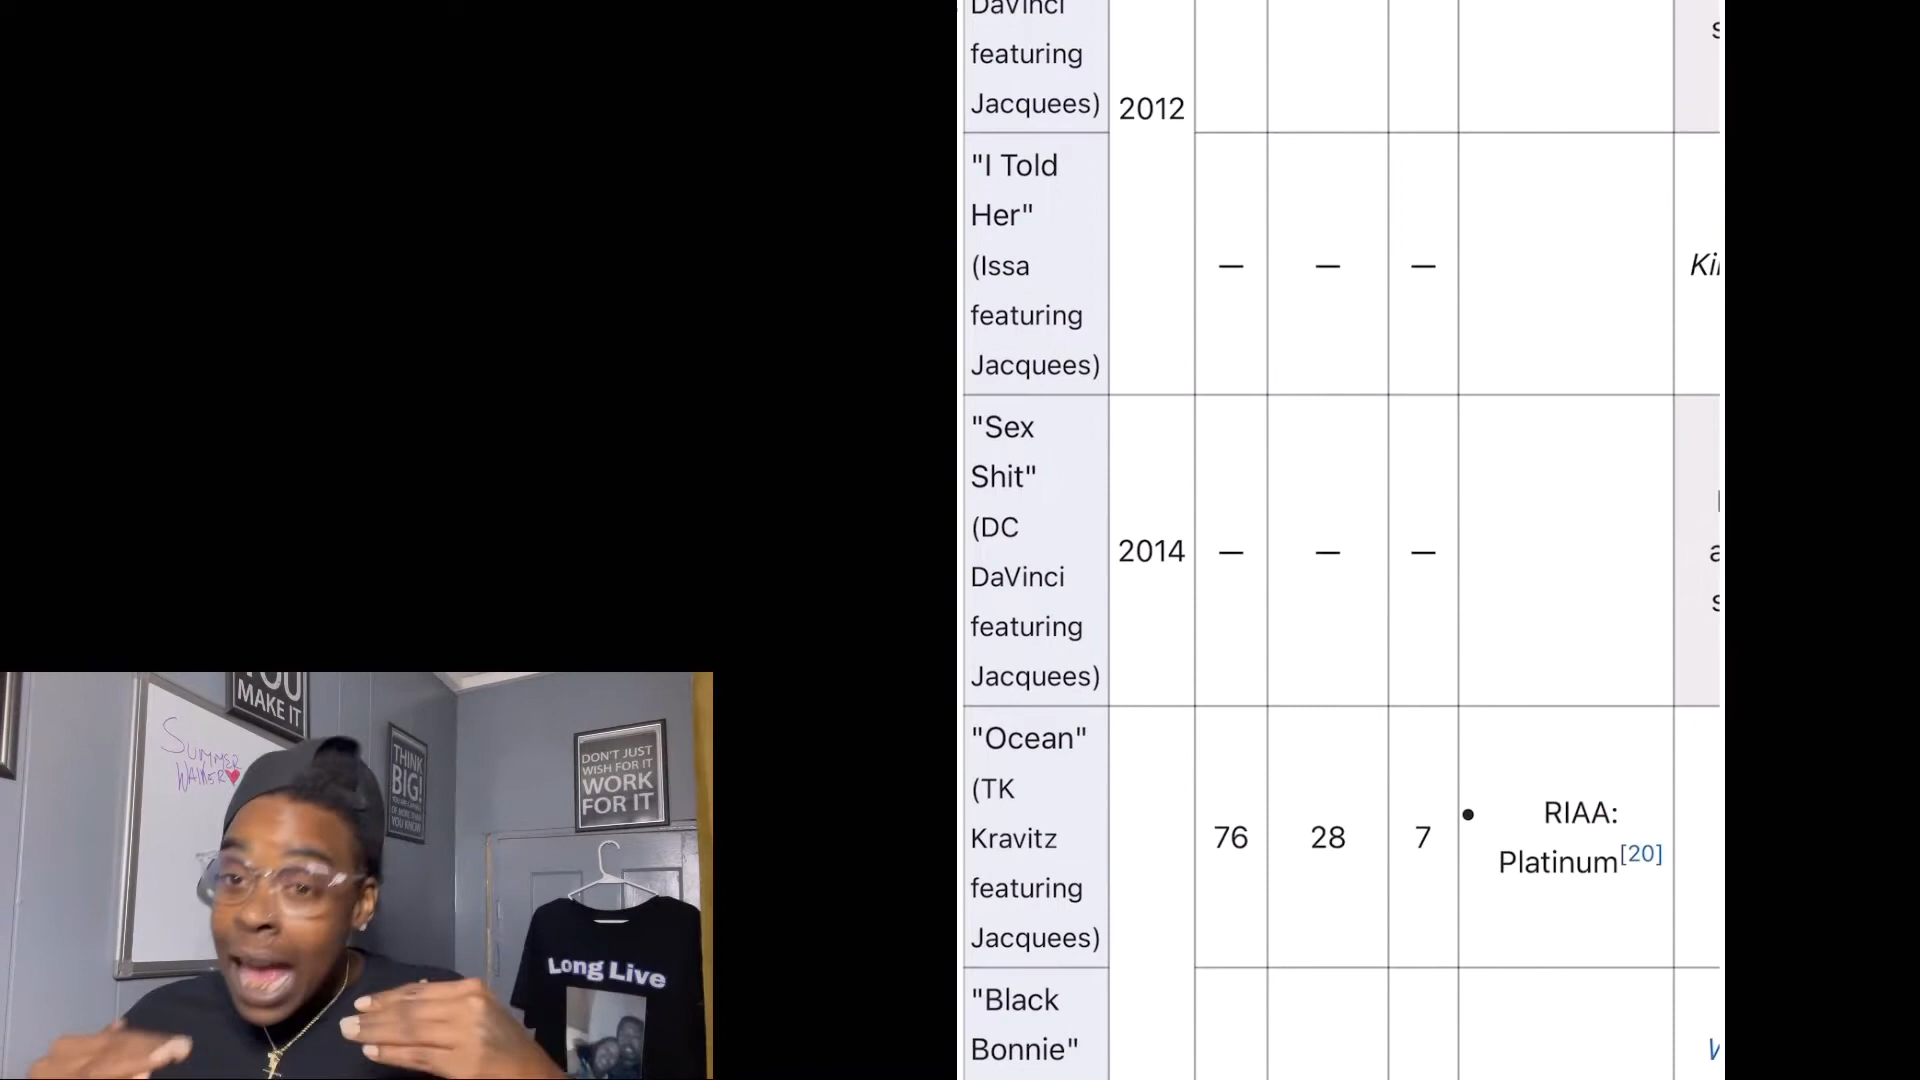 DaVinci
featuring
Jacquees)
2012
"I Told
Her"
(Issa
featuring
Jacquees)
— — —
"Sex
Shit"
(DC
DaVinci
featuring
Jacquees)
2014
— — —
"Ocean"
(TK
Kravitz
featuring
Jacquees)
76 28 7
• RIAA:
Platinum[20]
"Black
Bonnie"
YOU
MAKE IT
SUMMER
WALKER
THINK
BIG!
DON'T JUST
WISH FOR IT
WORK
FOR IT
Long Live